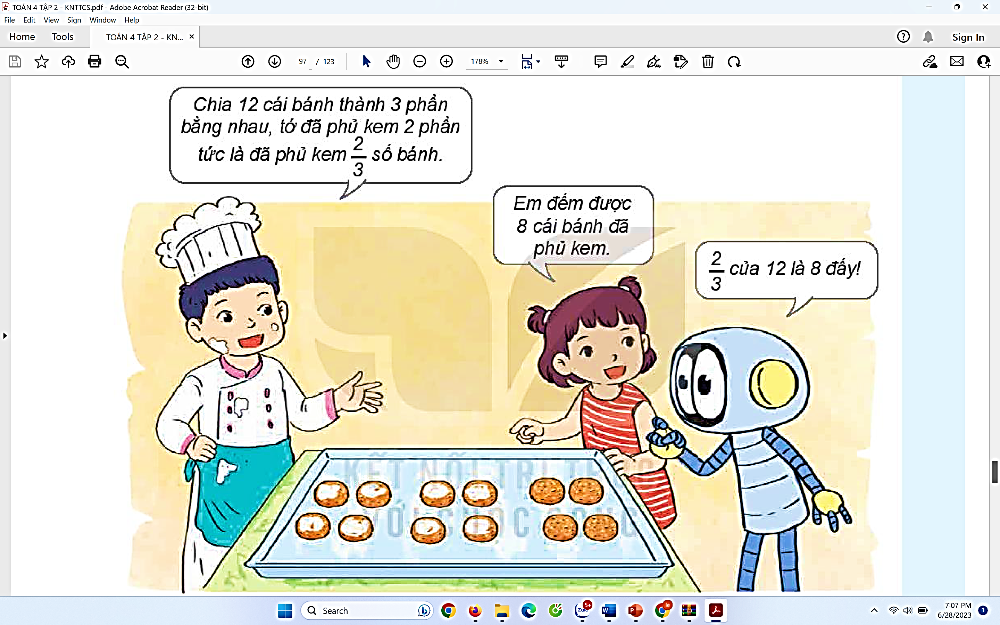 TOÁN 4 TẬP 2 - KNTTCS.pdf - Adobe Acrobat Reader (32-bit)
File Edit View Sign Window Help
Home Tools TOÁN 4 TẬP 2 - KN... Sign In
97 / 123 178%
Chia 12 cái bánh thành 3 phần
bằng nhau, tớ đã phủ kem 2 phần
tức là đã phủ kem 2/3 số bánh.
Em đếm được
8 cái bánh đã
phủ kem.
2/3 của 12 là 8 đấy!
KẾT NỐI TRI THỨC
VỚI CUỘC SỐNG
Search
5+
Zalo
le
7:07 PM
6/28/2023
1